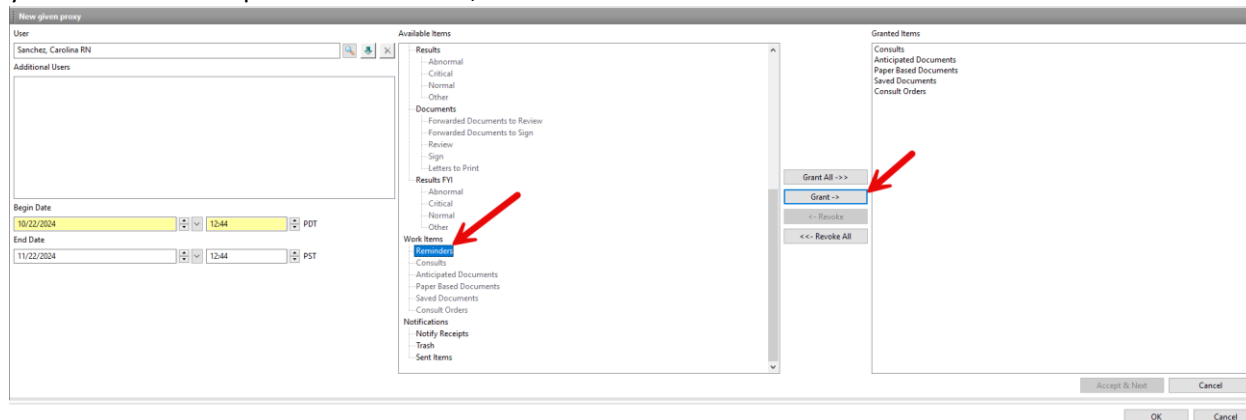 New given proxy
User
Sanchez, Carolina RN
Additional Users
Begin Date
10/22/2024 12:44 PDT
End Date
11/22/2024 12:44 PST
Available Items
Results
Abnormal
Critical
Normal
Other
Documents
Forwarded Documents to Review
Forwarded Documents to Sign
Review
Sign
Letters to Print
Results FYI
Abnormal
Critical
Normal
Other
Work Items
Reminders
Consults
Anticipated Documents
Paper Based Documents
Saved Documents
Consult Orders
Notifications
Notify Receipts
Trash
Sent Items
Grant All ->>
Grant ->
<- Revoke
<<- Revoke All
Granted Items
Consults
Anticipated Documents
Paper Based Documents
Saved Documents
Consult Orders
Accept & Next Cancel
OK Cancel